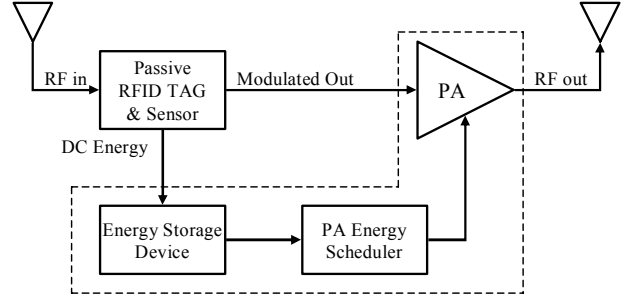 RF in
Passive
RFID TAG
& Sensor
Modulated Out
PA
RF out
DC Energy
Energy Storage
Device
PA Energy
Scheduler